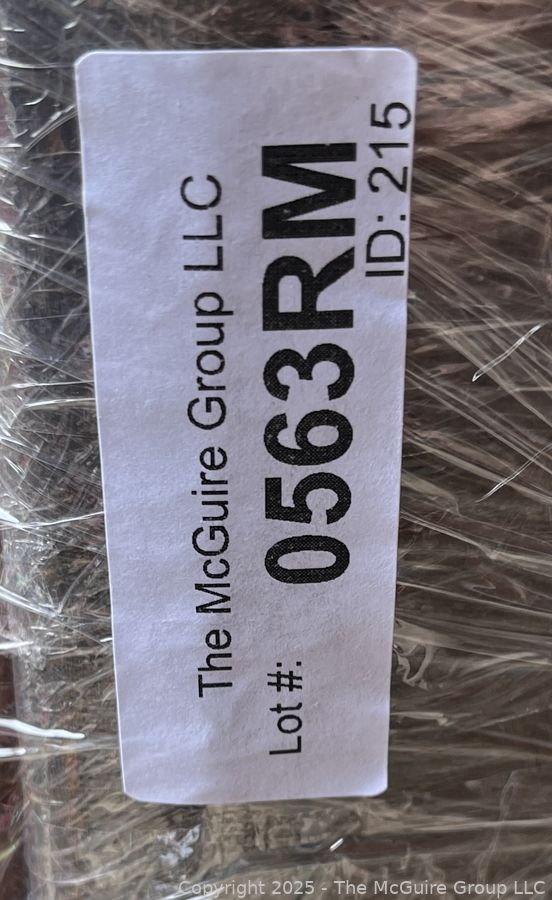 The McGuire Group LLC
Lot #: 0563RM
ID: 215
Copyright 2025 - The McGuire Group LLC